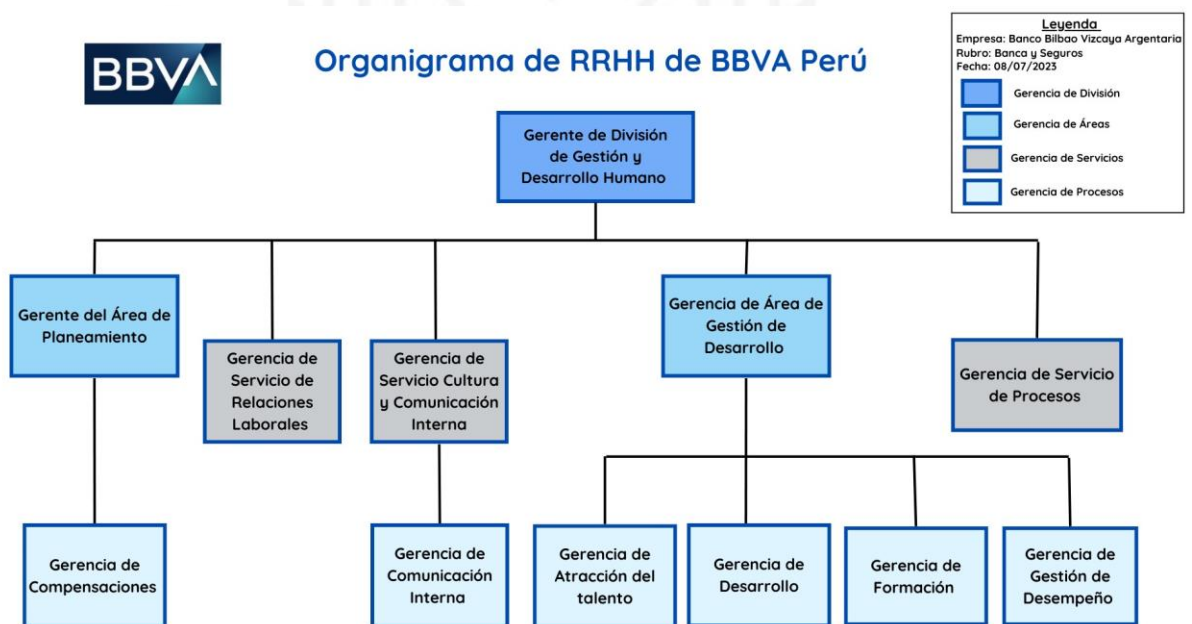 BBVA
Organigrama de RRHH de BBVA Perú
Leyenda
Empresa: Banco Bilbao Vizcaya Argentaria
Rubro: Banca y Seguros
Fecha: 08/07/2023
Gerencia de División
Gerencia de Áreas
Gerencia de Servicios
Gerencia de Procesos
Gerente de División
de Gestión y
Desarrollo Humano
Gerente del Área de
Planeamiento
Gerencia de
Servicio de
Relaciones
Laborales
Gerencia de
Servicio Cultura
y Comunicación
Interna
Gerencia de Área de
Gestión de
Desarrollo
Gerencia de Servicio
de Procesos
Gerencia de
Compensaciones
Gerencia de
Comunicación
Interna
Gerencia de
Atracción del
talento
Gerencia de
Desarrollo
Gerencia de
Formación
Gerencia de
Gestión de
Desempeño